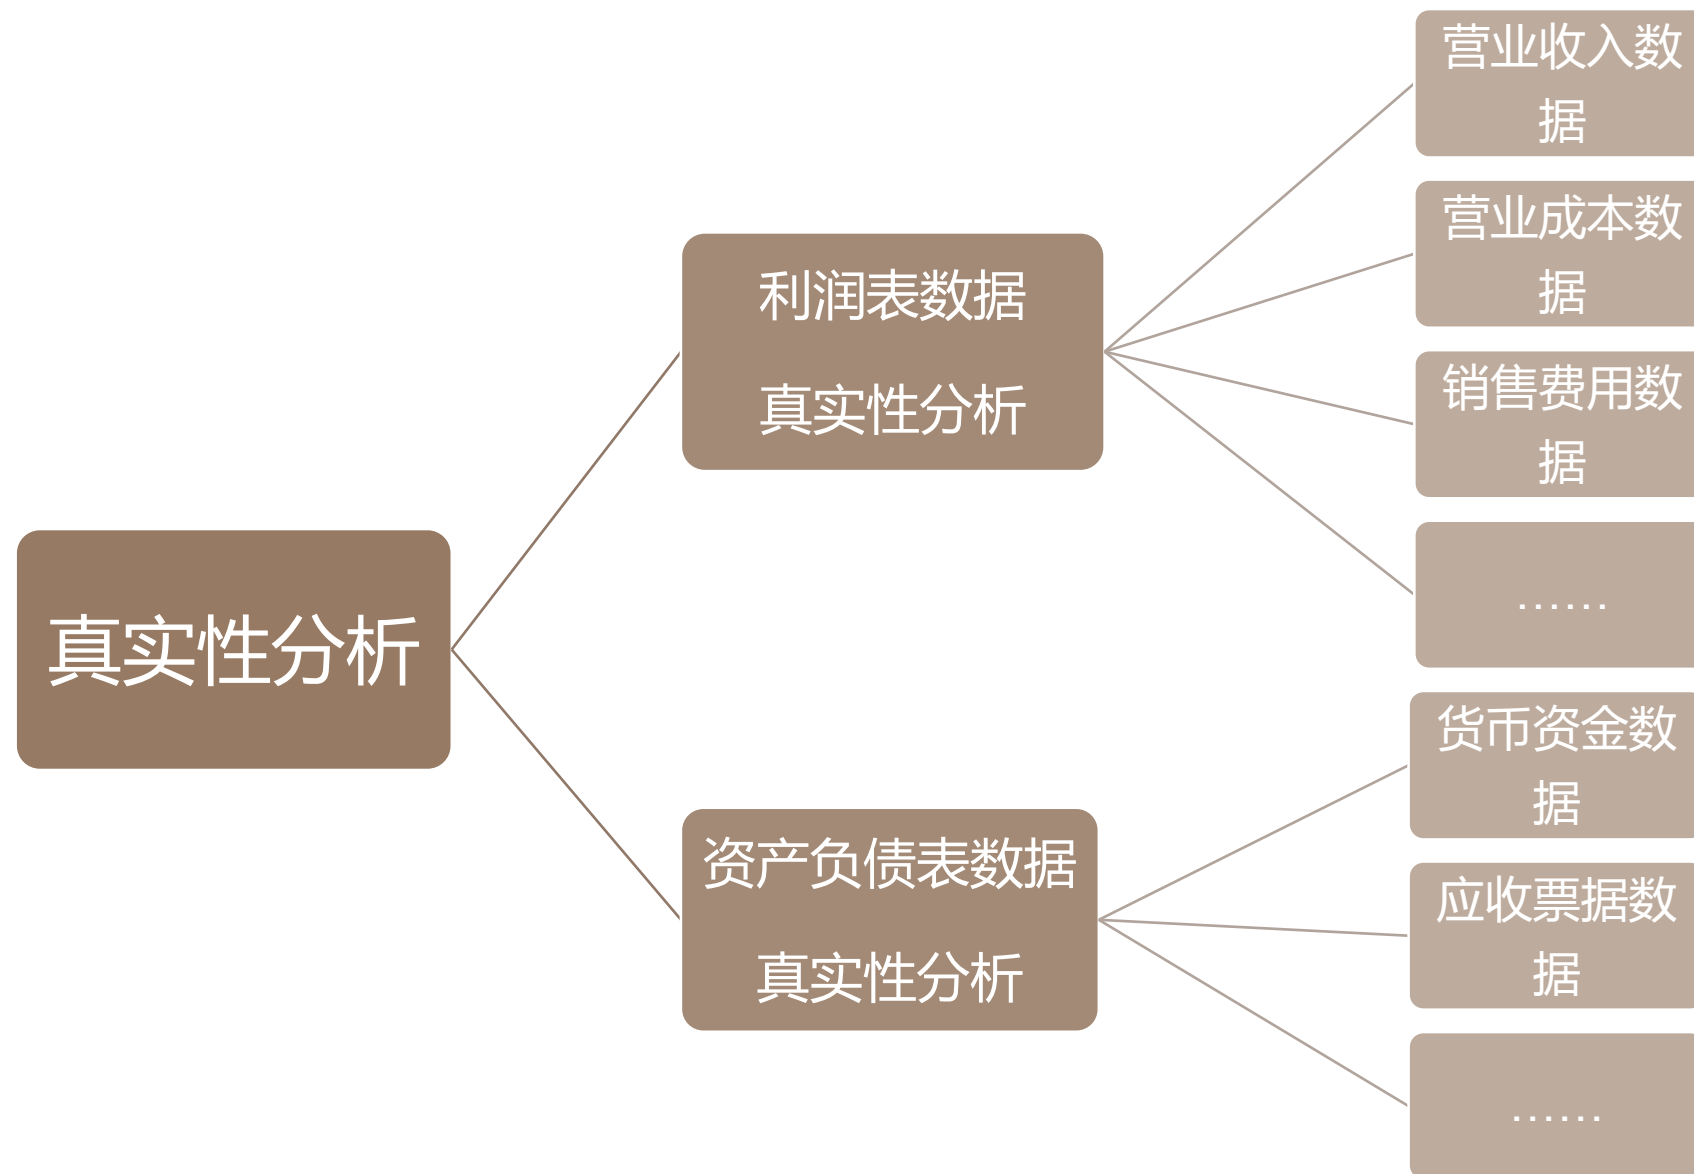 营业收入数
据
营业成本数
据
利润表数据
真实性分析
销售费用数
据
……
真实性分析
货币资金数
据
资产负债表数据
真实性分析
应收票据数
据
……